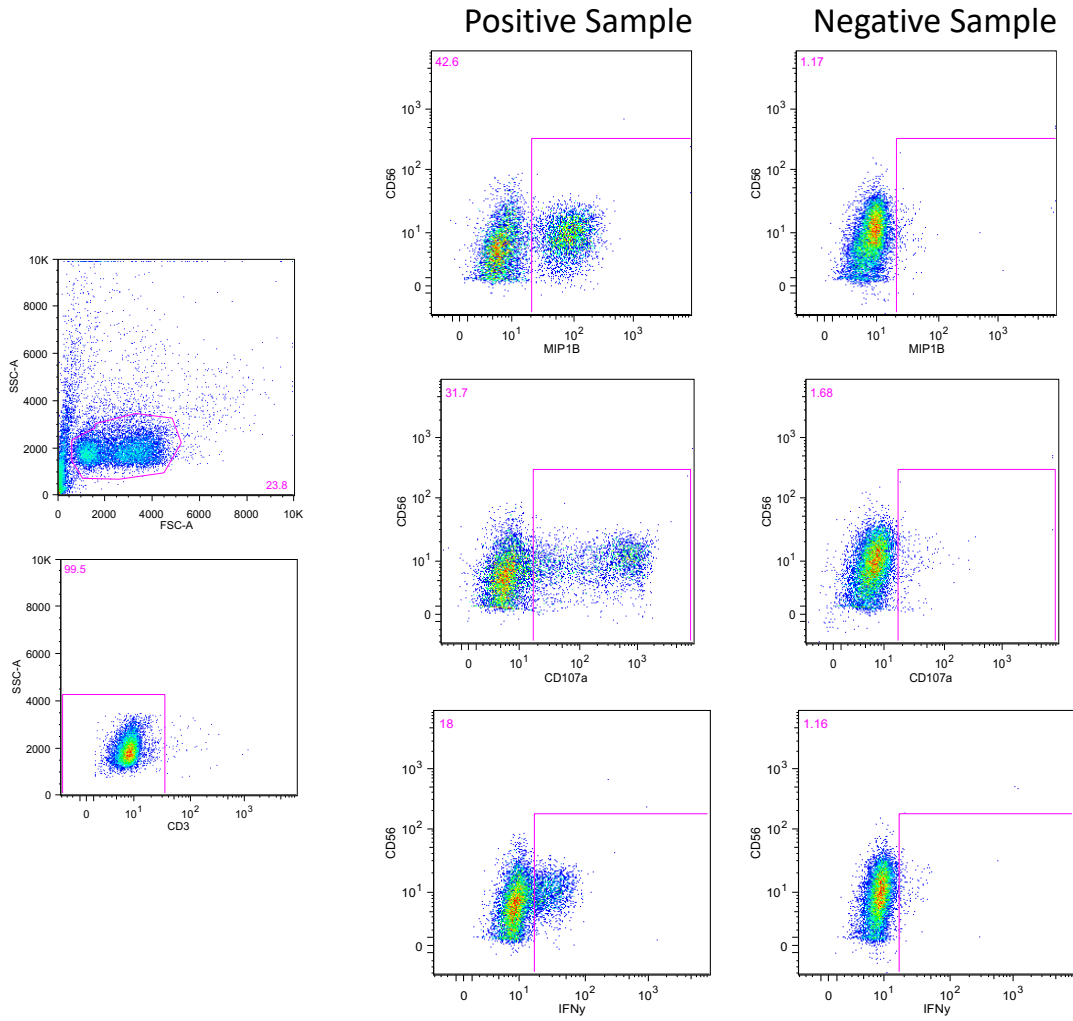 Positive Sample
Negative Sample
10K
8000
6000
4000
2000
0
SSC-A
23.8
0 2000 4000 6000 8000 10K
FSC-A
99.5
10K
8000
6000
4000
2000
0
SSC-A
0 10¹ 10² 10³
CD3
42.6
10³
10²
10¹
0
CD56
0 10¹ 10² 10³
MIP1B
1.17
10³
10²
10¹
0
CD56
0 10¹ 10² 10³
MIP1B
31.7
10³
10²
10¹
0
CD56
0 10¹ 10² 10³
CD107a
1.68
10³
10²
10¹
0
CD56
0 10¹ 10² 10³
CD107a
18
10³
10²
10¹
0
CD56
0 10¹ 10² 10³
IFNy
1.16
10³
10²
10¹
0
CD56
0 10¹ 10² 10³
IFNy